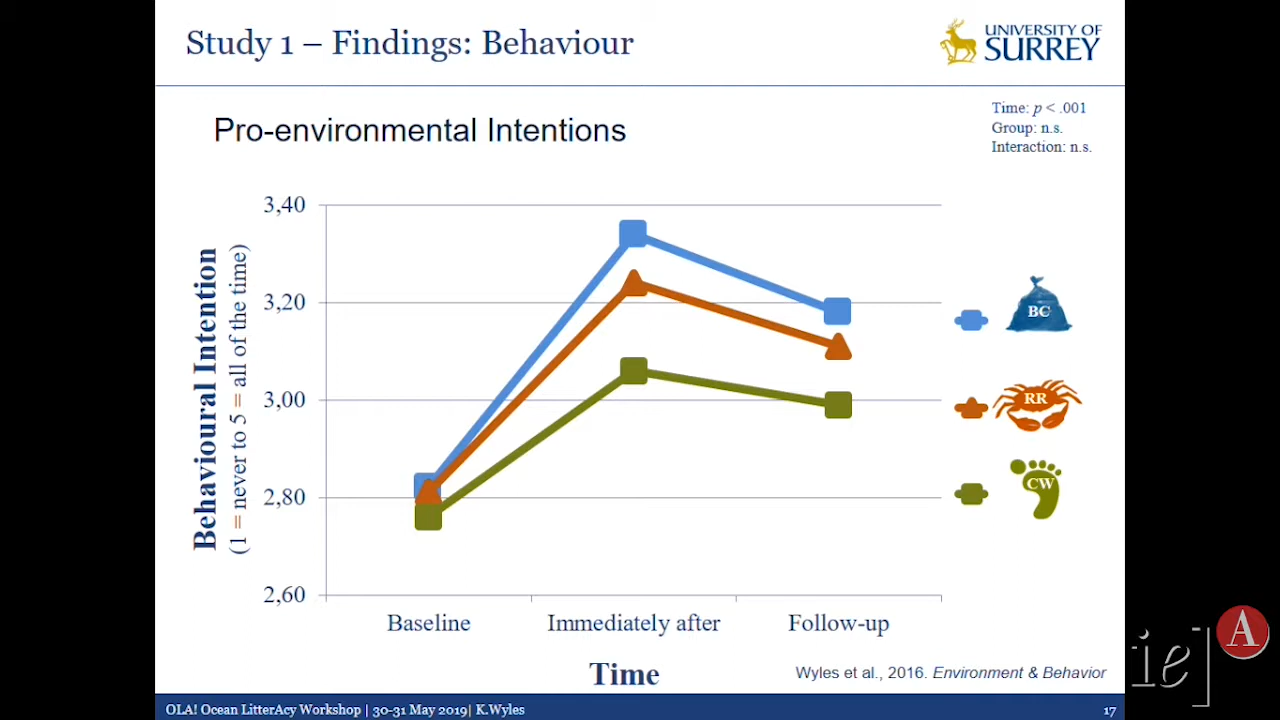 Study 1 – Findings: Behaviour
UNIVERSITY OF
SURREY
Pro-environmental Intentions
Time: p < .001
Group: n.s.
Interaction: n.s.
Behavioural Intention
(1 = never to 5 = all of the time)
3,40
3,20
3,00
2,80
2,60
BC
RR
CW
Baseline
Immediately after
Follow-up
Time
Wyles et al., 2016. Environment & Behavior
OLA! Ocean LitterAcy Workshop | 30-31 May 2019| K.Wyles
17
ie]
A